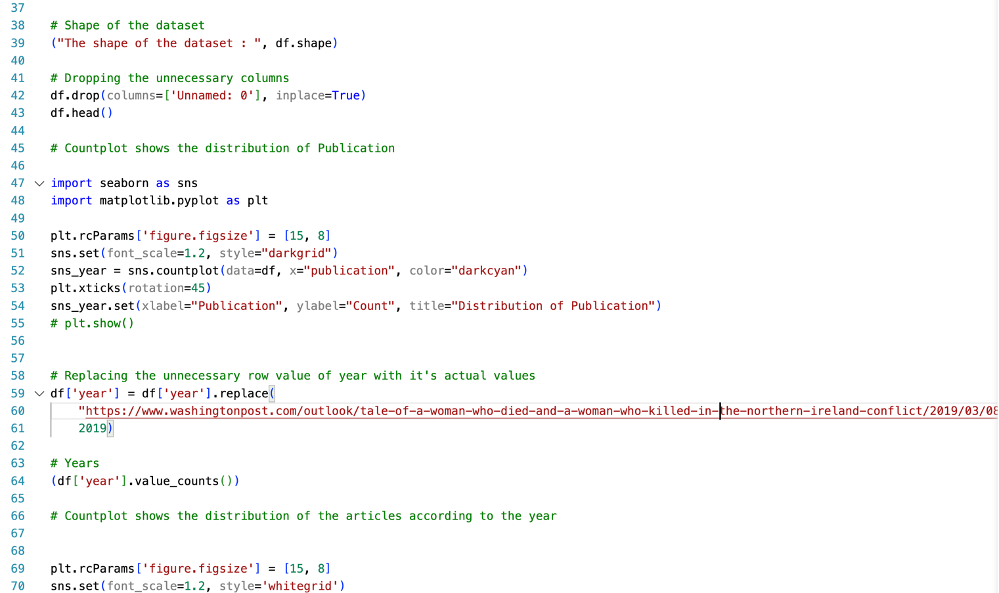 37
38 # Shape of the dataset
39 ("The shape of the dataset : ", df.shape)
40
41 # Dropping the unnecessary columns
42 df.drop(columns=['Unnamed: 0'], inplace=True)
43 df.head()
44
45 # Countplot shows the distribution of Publication
46
47 import seaborn as sns
48 import matplotlib.pyplot as plt
49
50 plt.rcParams['figure.figsize'] = [15, 8]
51 sns.set(font_scale=1.2, style="darkgrid")
52 sns_year = sns.countplot(data=df, x="publication", color="darkcyan")
53 plt.xticks(rotation=45)
54 sns_year.set(xlabel="Publication", ylabel="Count", title="Distribution of Publication")
55 # plt.show()
56
57
58 # Replacing the unnecessary row value of year with it's actual values
59 df['year'] = df['year'].replace(
60 "https://www.washingtonpost.com/outlook/tale-of-a-woman-who-died-and-a-woman-who-killed-in-the-northern-ireland-conflict/2019/03/08
61 2019)
62
63 # Years
64 (df['year'].value_counts())
65
66 # Countplot shows the distribution of the articles according to the year
67
68
69 plt.rcParams['figure.figsize'] = [15, 8]
70 sns.set(font_scale=1.2, style='whitegrid')